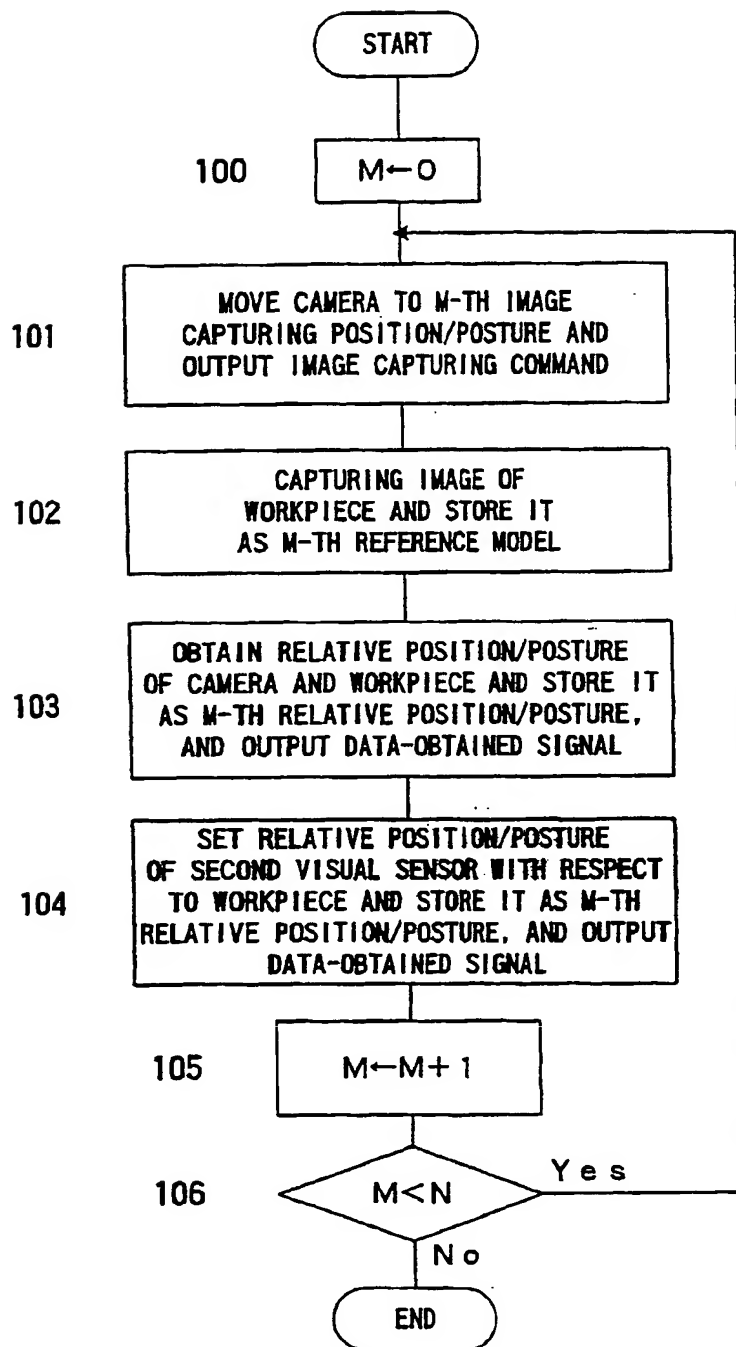 START
100
M←0
101
MOVE CAMERA TO M-TH IMAGE
CAPTURING POSITION/POSTURE AND
OUTPUT IMAGE CAPTURING COMMAND
102
CAPTURING IMAGE OF
WORKPIECE AND STORE IT
AS M-TH REFERENCE MODEL
103
OBTAIN RELATIVE POSITION/POSTURE
OF CAMERA AND WORKPIECE AND STORE IT
AS M-TH RELATIVE POSITION/POSTURE,
AND OUTPUT DATA-OBTAINED SIGNAL
104
SET RELATIVE POSITION/POSTURE
OF SECOND VISUAL SENSOR WITH RESPECT
TO WORKPIECE AND STORE IT AS M-TH
RELATIVE POSITION/POSTURE, AND OUTPUT
DATA-OBTAINED SIGNAL
105
M←M+1
106
M<N
Yes
No
END